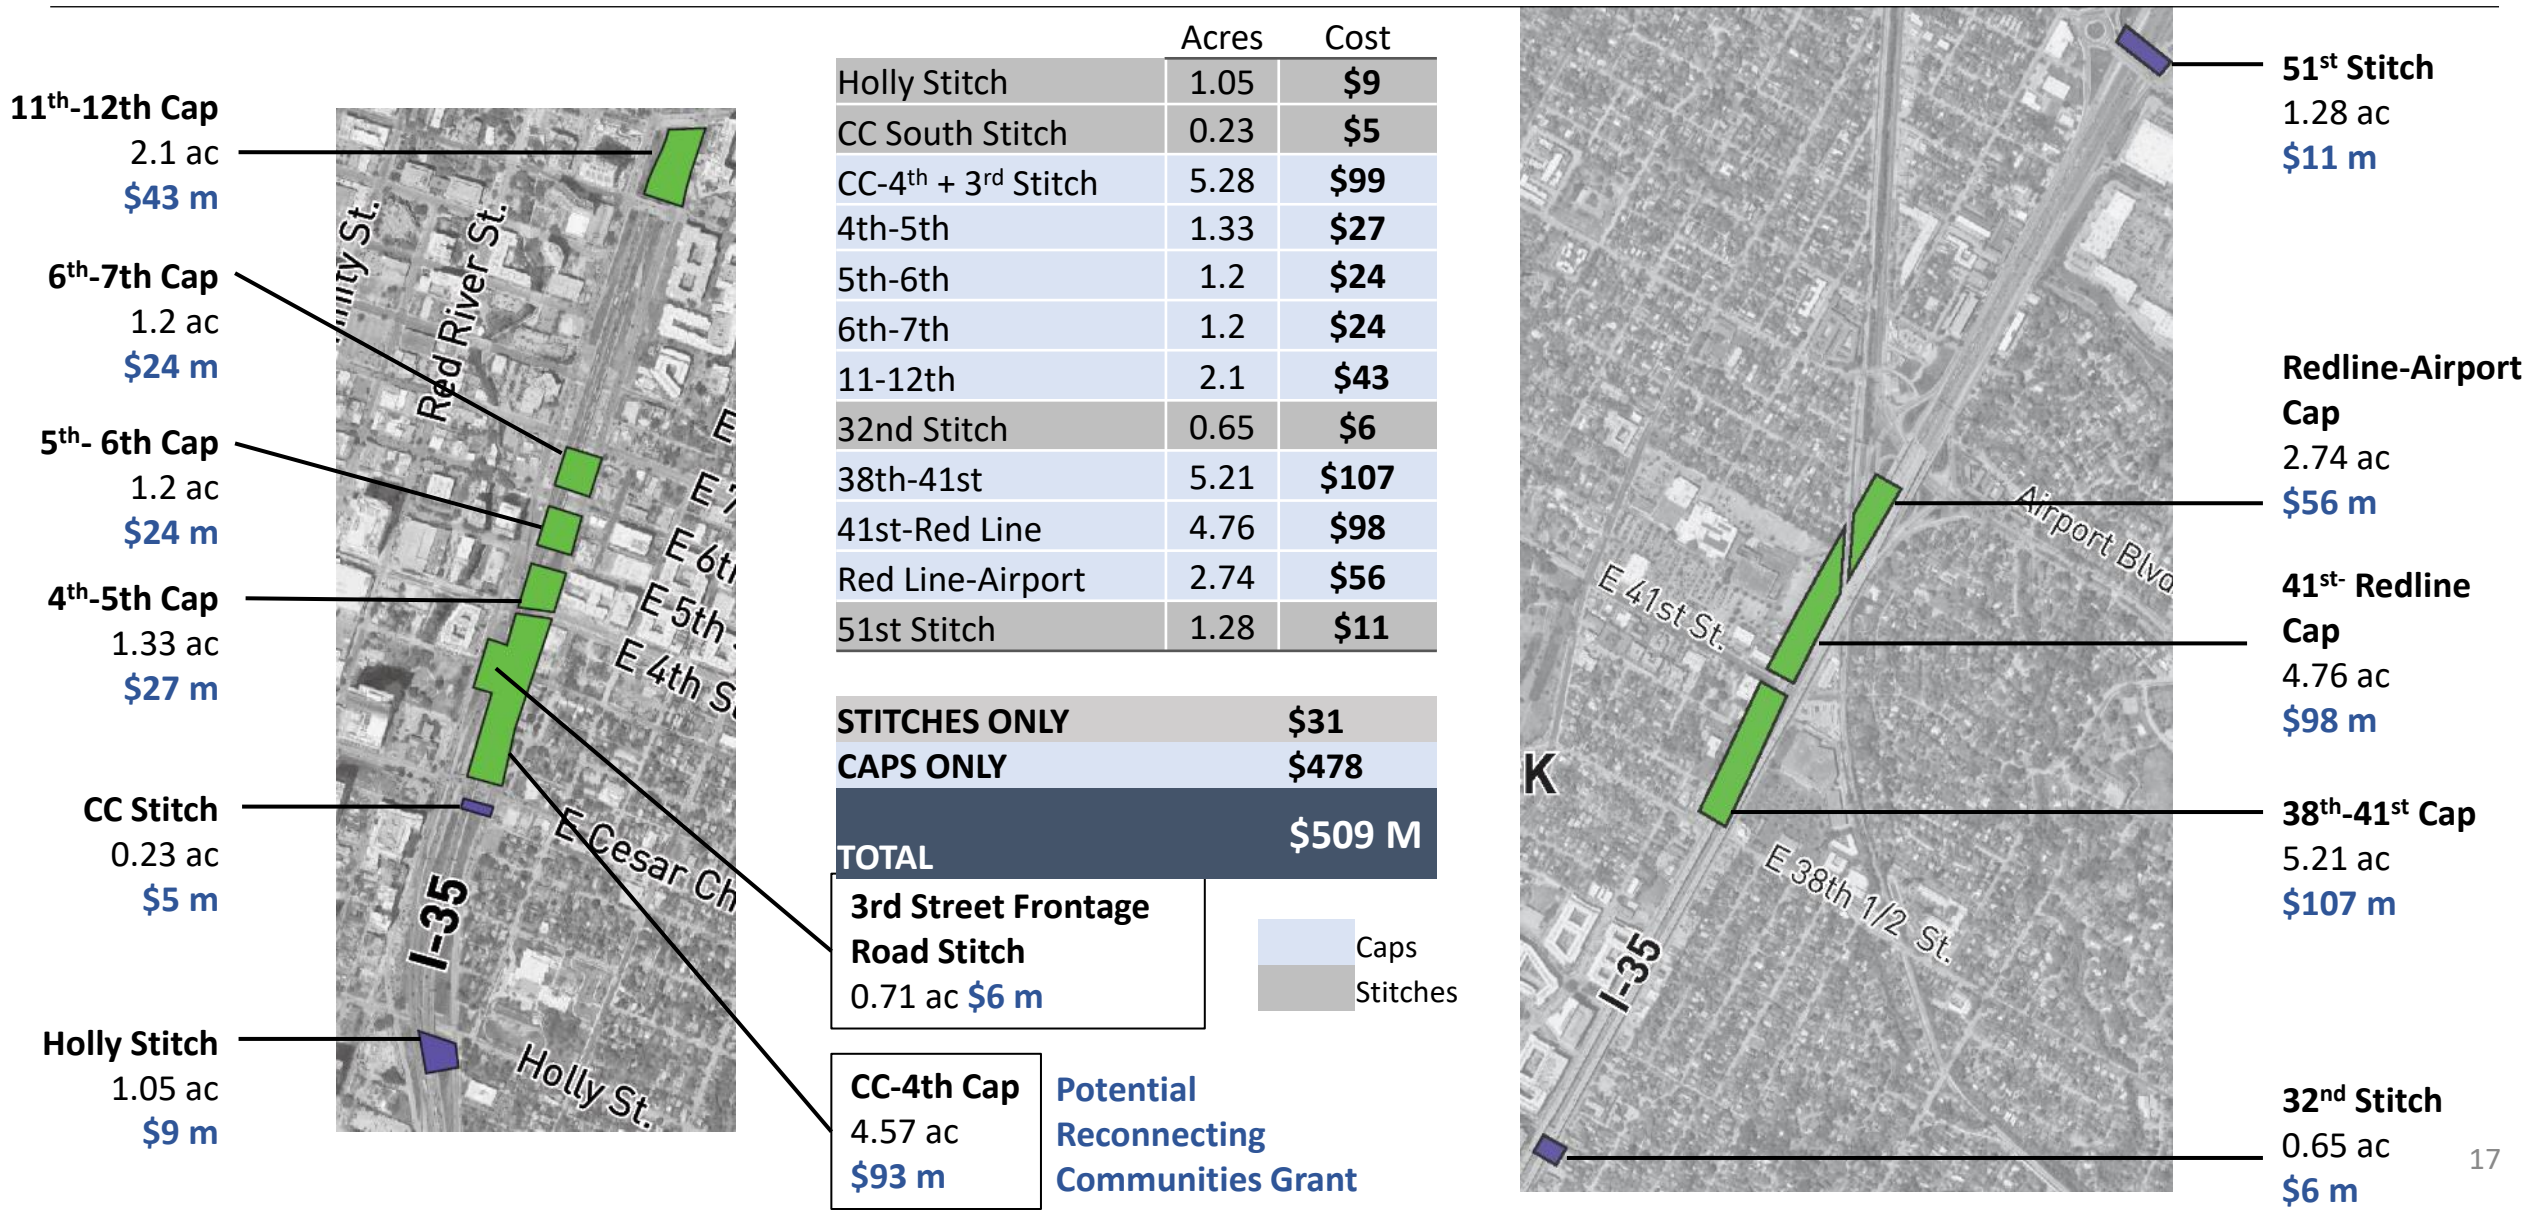 11th-12th Cap
2.1 ac
$43 m
6th-7th Cap
1.2 ac
$24 m
5th- 6th Cap
1.2 ac
$24 m
4th-5th Cap
1.33 ac
$27 m
CC Stitch
0.23 ac
$5 m
Holly Stitch
1.05 ac
$9 m
Red River St.
E 6th
E 5th
E 4th S
E Cesar Ch
I-35
Holly St.
Acres Cost
Holly Stitch 1.05 $9
CC South Stitch 0.23 $5
CC-4th + 3rd Stitch 5.28 $99
4th-5th 1.33 $27
5th-6th 1.2 $24
6th-7th 1.2 $24
11-12th 2.1 $43
32nd Stitch 0.65 $6
38th-41st 5.21 $107
41st-Red Line 4.76 $98
Red Line-Airport 2.74 $56
51st Stitch 1.28 $11
STITCHES ONLY $31
CAPS ONLY $478
TOTAL $509 M
3rd Street Frontage
Road Stitch
0.71 ac $6 m
Caps
Stitches
CC-4th Cap
4.57 ac
$93 m
Potential
Reconnecting
Communities Grant
Airport Blvd
E 41st St.
K
E 38th 1/2 St.
I-35
51st Stitch
1.28 ac
$11 m
Redline-Airport
Cap
2.74 ac
$56 m
41st- Redline
Cap
4.76 ac
$98 m
38th-41st Cap
5.21 ac
$107 m
32nd Stitch
0.65 ac
$6 m
17